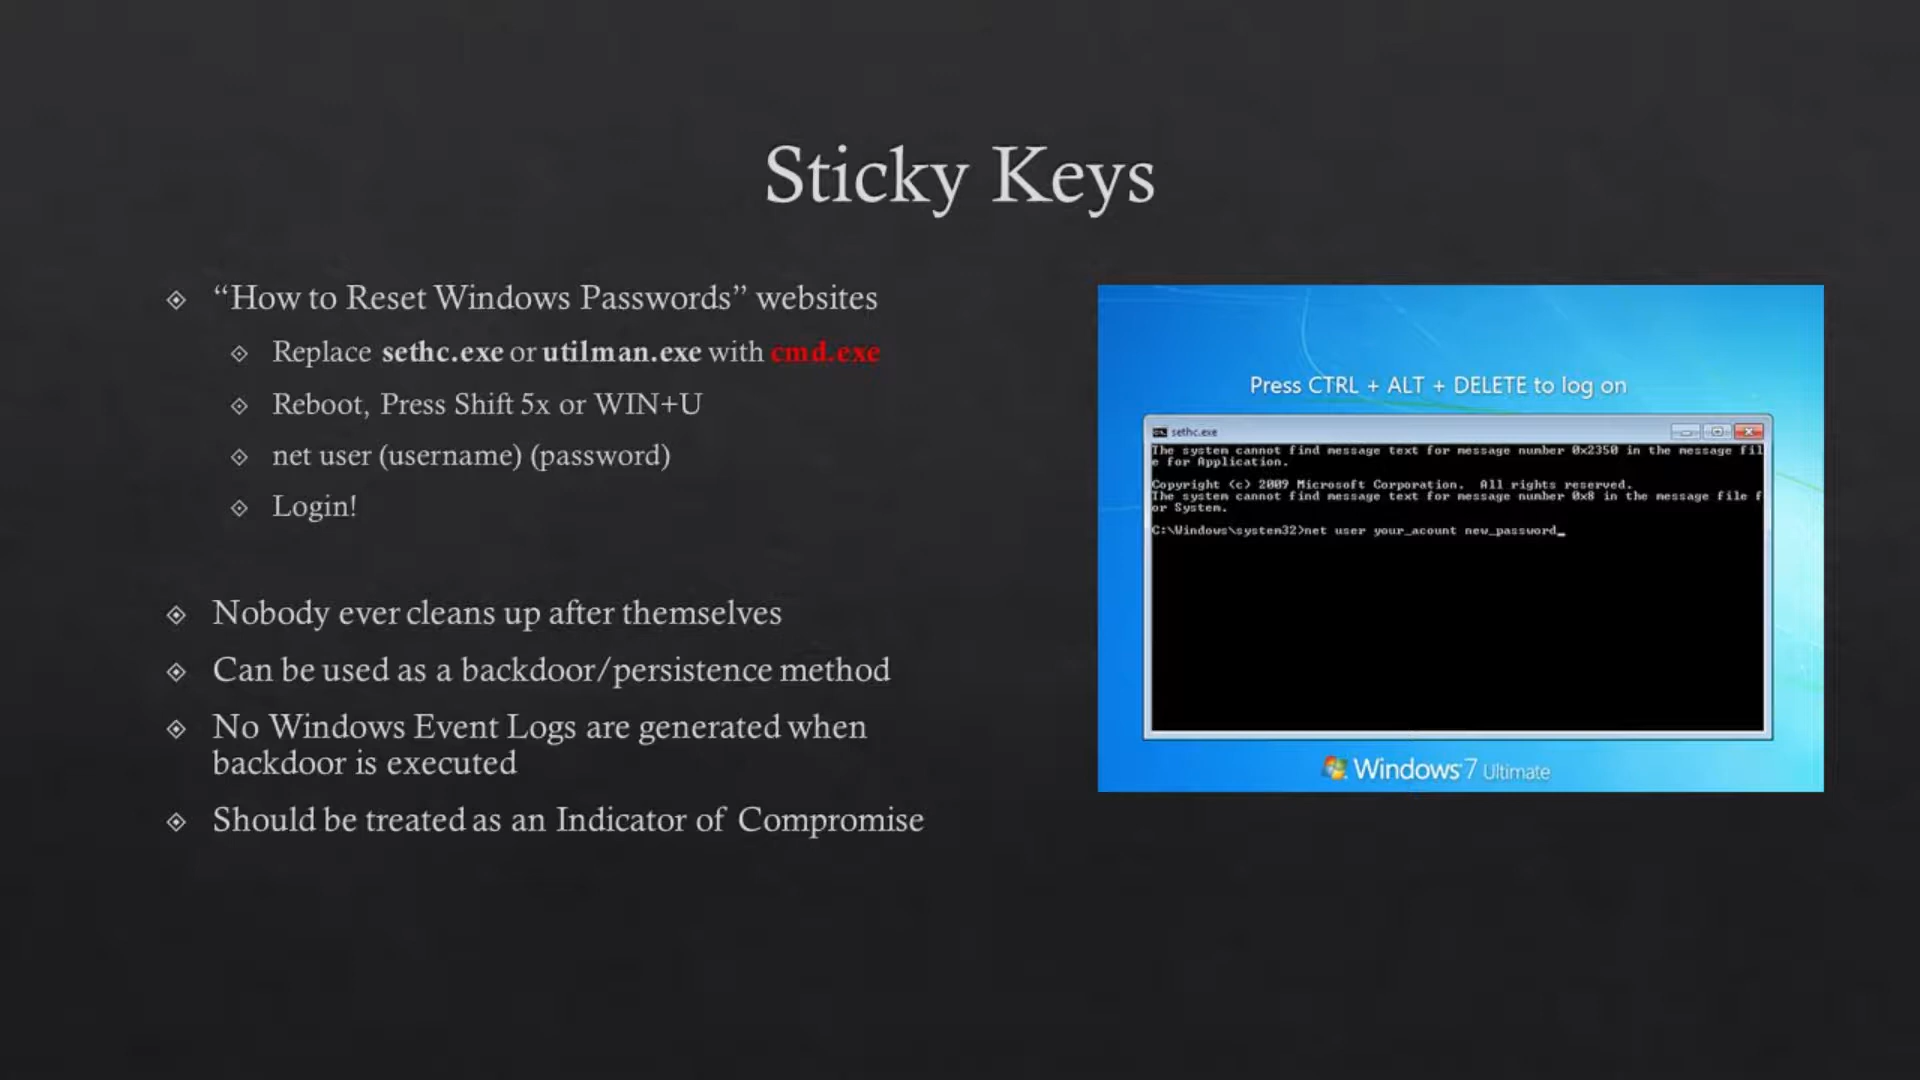 Sticky Keys
“How to Reset Windows Passwords” websites
Replace sethc.exe or utilman.exe with cmd.exe
Reboot, Press Shift 5x or WIN+U
net user (username) (password)
Login!
Nobody ever cleans up after themselves
Can be used as a backdoor/persistence method
No Windows Event Logs are generated when
backdoor is executed
Should be treated as an Indicator of Compromise
Press CTRL + ALT + DELETE to log on
sethc.exe
The system cannot find message text for message number 0x2350 in the message fil
e for Application.
Copyright (c) 2009 Microsoft Corporation.  All rights reserved.
The system cannot find message text for message number 0x8 in the message file f
or System.
C:\Windows\system32>net user your_acount new_password_
Windows 7 Ultimate